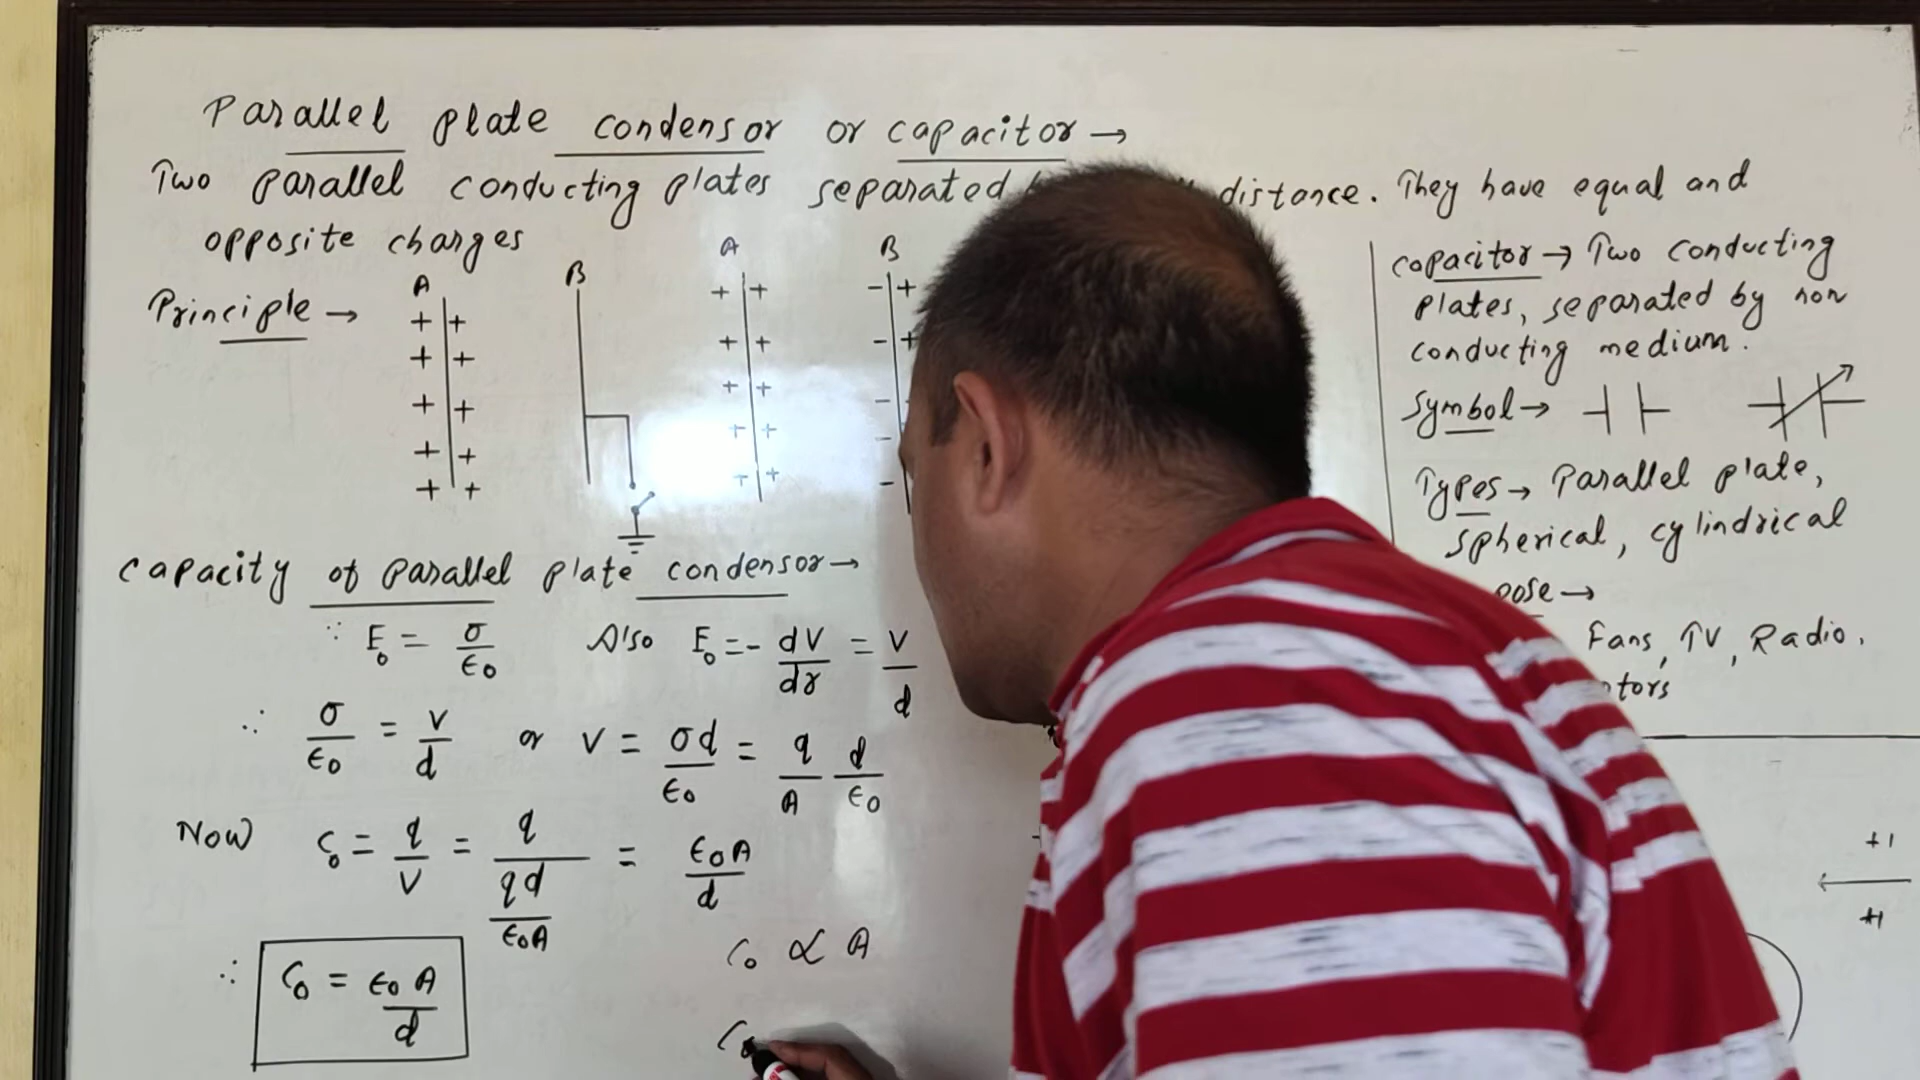 Parallel plate condensor or capacitor →
Two parallel conducting plates separated distance. They have equal and
opposite charges
Principle →
A
+ +
+ +
+ +
+ +
+ +
B
A
+ +
+ +
+ +
+ +
+ +
B
- +
- +
-
-
-
capacitor → Two conducting
plates, separated by non
conducting medium.
Symbol →
Types → Parallel plate,
spherical, cylindrical
pose →
Fans, TV, Radio,
tors
capacity of parallel plate condensor →
∵ E₀ = σ/ϵ₀ Also E₀ = - dV/dr = V/d
∴ σ/ϵ₀ = V/d or V = σd/ϵ₀ = q/A d/ϵ₀
Now C₀ = q/V = q/(qd/ϵ₀A) = ϵ₀A/d
∴ C₀ = ϵ₀A/d
C₀ ∝ A
C₀
+1
+1